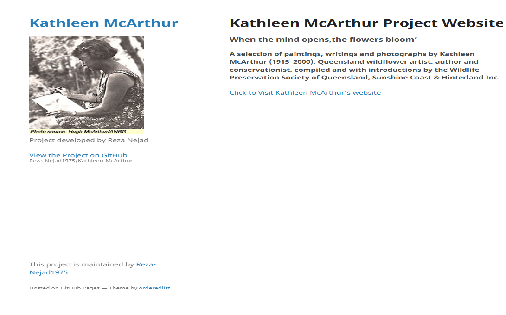 Kathleen McArthur
Photo source: Hugh McArthur/WPSQ
Project developed by Reza Nejad
View the Project on GitHub
This project is maintained by Reza-
Nejad1975
Hosted on GitHub Pages — Theme by orderedlist
Kathleen McArthur Project Website
When the mind opens,the flowers bloom'
A selection of paintings, writings and photographs by Kathleen
McArthur (1915-2000), Queensland wildflower artist, author and
conservationist, compiled and with introductions by the Wildlife
Preservation Society of Queensland, Sunshine Coast & Hinterland Inc
Click to Visit Kathleen McArthur's website